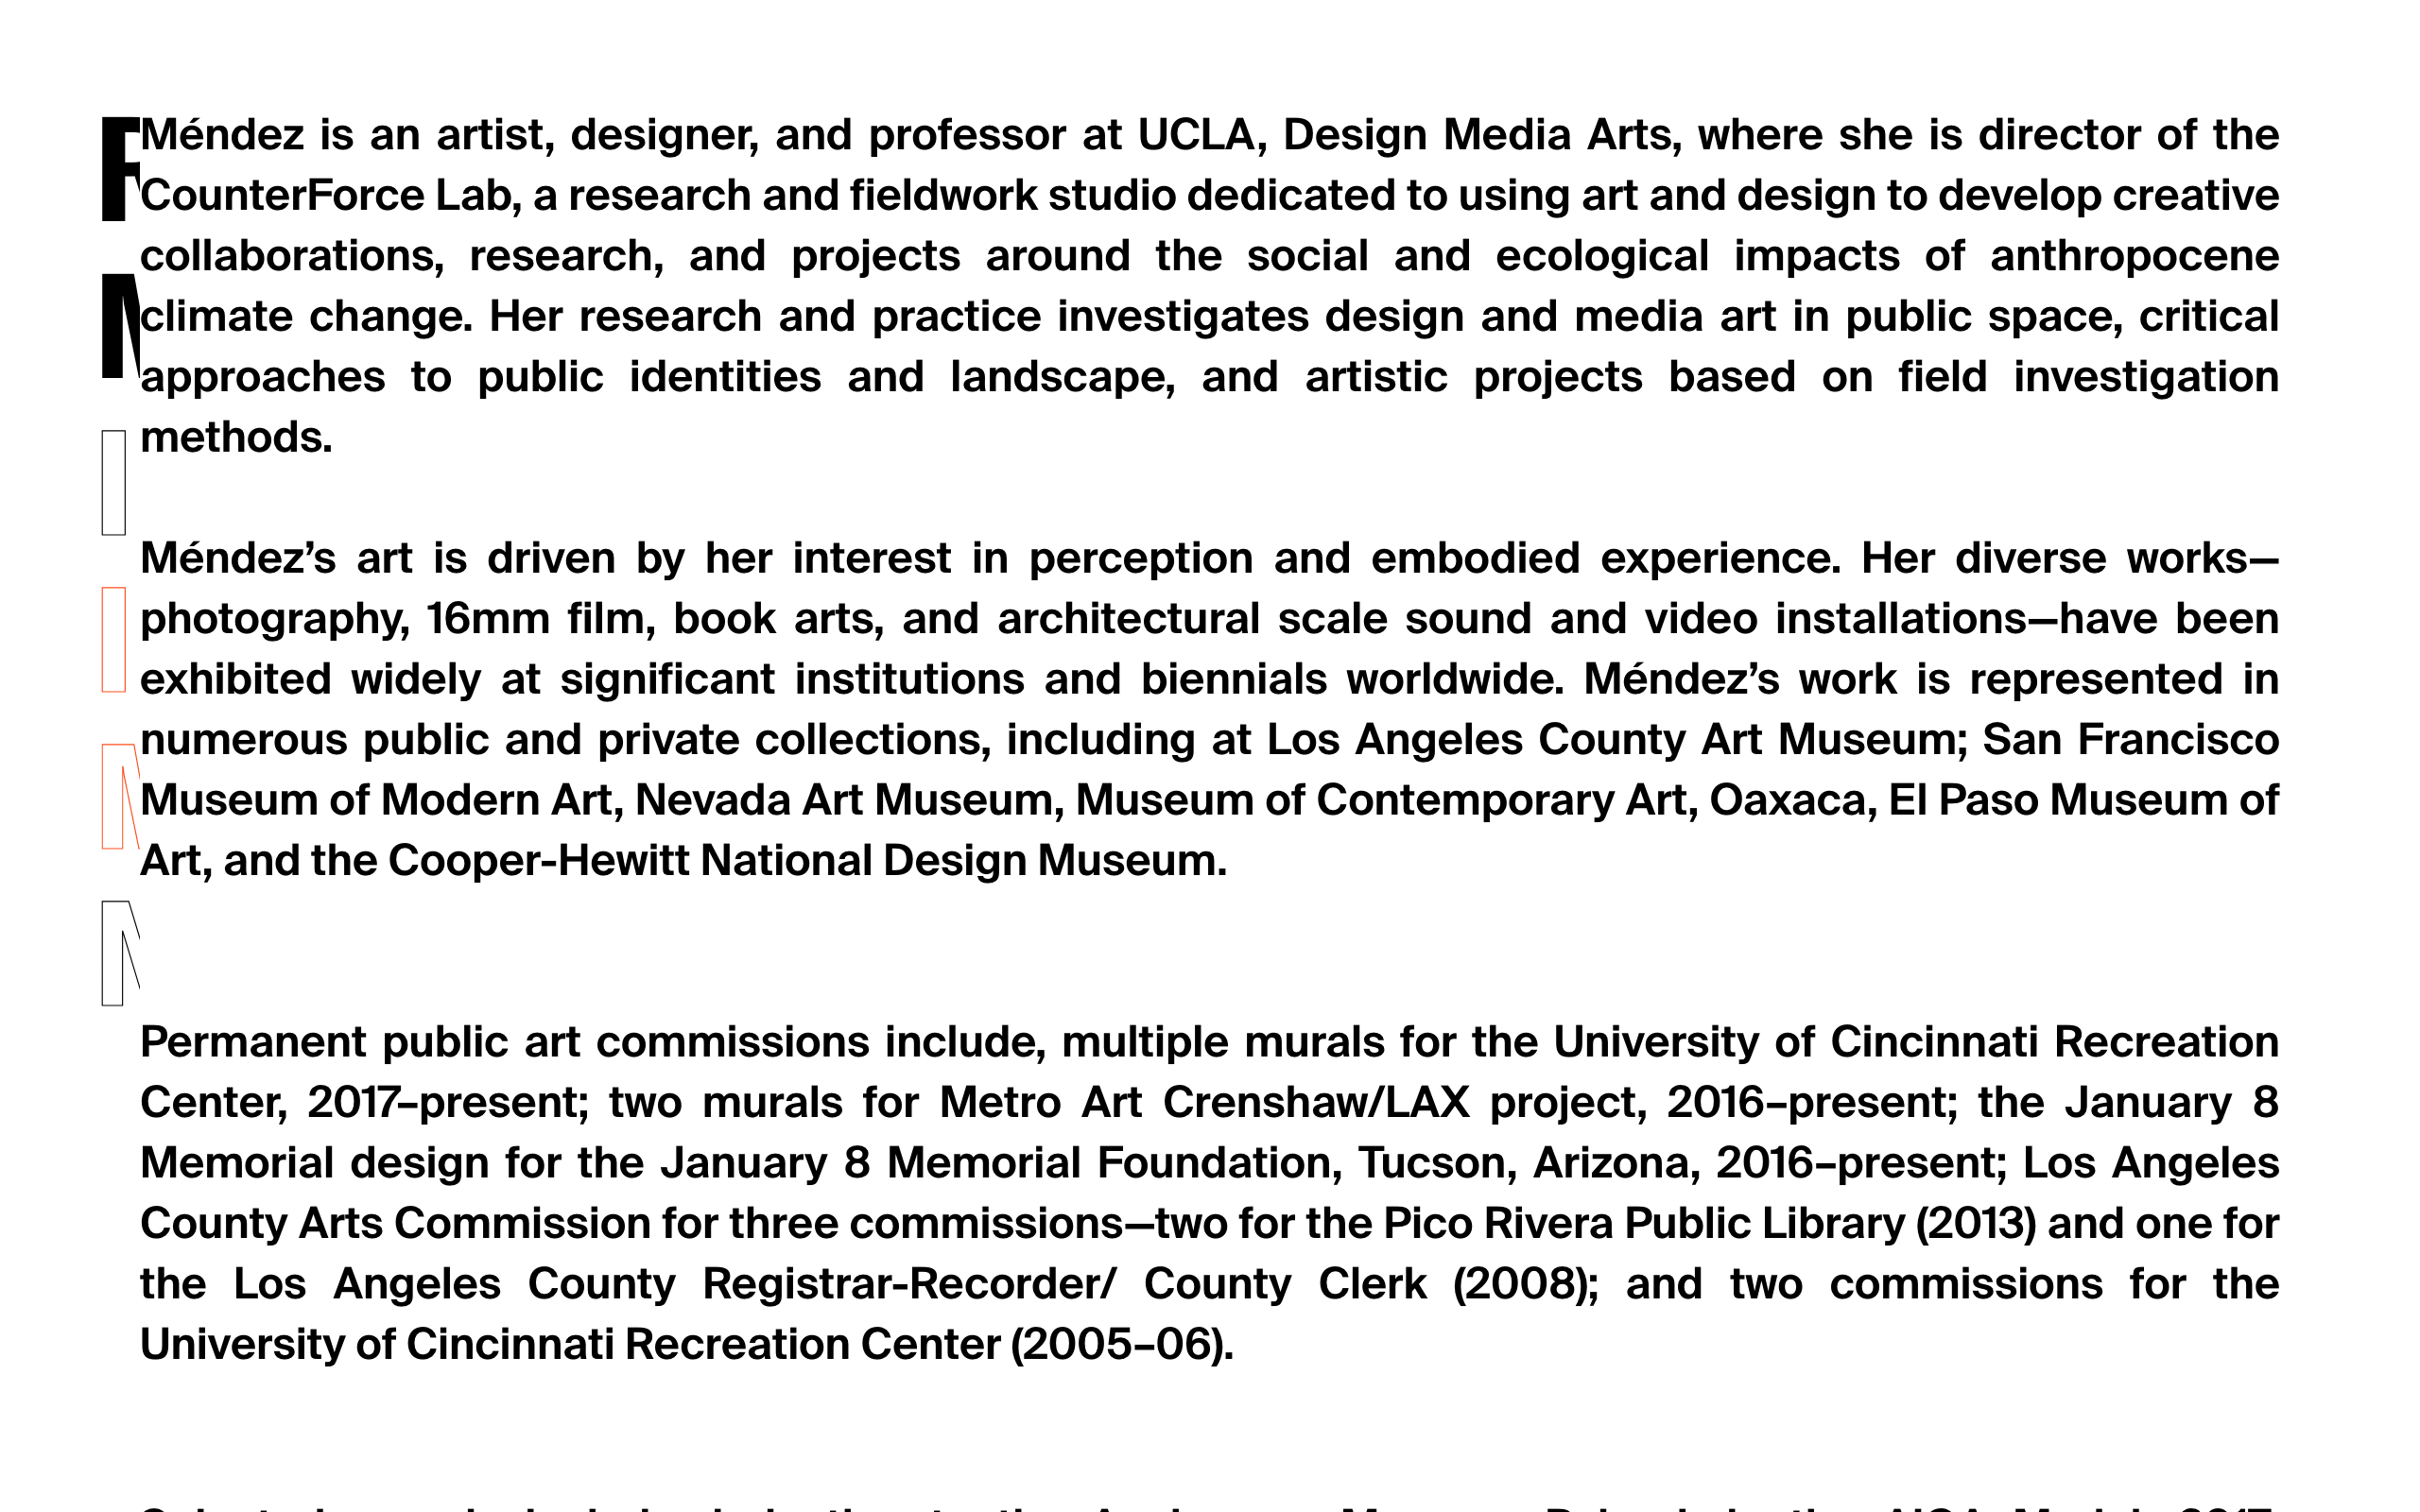 Méndez is an artist, designer, and professor at UCLA, Design Media Arts, where she is director of the
CounterForce Lab, a research and fieldwork studio dedicated to using art and design to develop creative
collaborations, research, and projects around the social and ecological impacts of anthropocene
climate change. Her research and practice investigates design and media art in public space, critical
approaches to public identities and landscape, and artistic projects based on field investigation
methods.
Méndez’s art is driven by her interest in perception and embodied experience. Her diverse works—
photography, 16mm film, book arts, and architectural scale sound and video installations—have been
exhibited widely at significant institutions and biennials worldwide. Méndez’s work is represented in
numerous public and private collections, including at Los Angeles County Art Museum; San Francisco
Museum of Modern Art, Nevada Art Museum, Museum of Contemporary Art, Oaxaca, El Paso Museum of
Art, and the Cooper-Hewitt National Design Museum.
Permanent public art commissions include, multiple murals for the University of Cincinnati Recreation
Center, 2017–present; two murals for Metro Art Crenshaw/LAX project, 2016–present; the January 8
Memorial design for the January 8 Memorial Foundation, Tucson, Arizona, 2016–present; Los Angeles
County Arts Commission for three commissions—two for the Pico Rivera Public Library (2013) and one for
the Los Angeles County Registrar-Recorder/ County Clerk (2008); and two commissions for the
University of Cincinnati Recreation Center (2005–06).